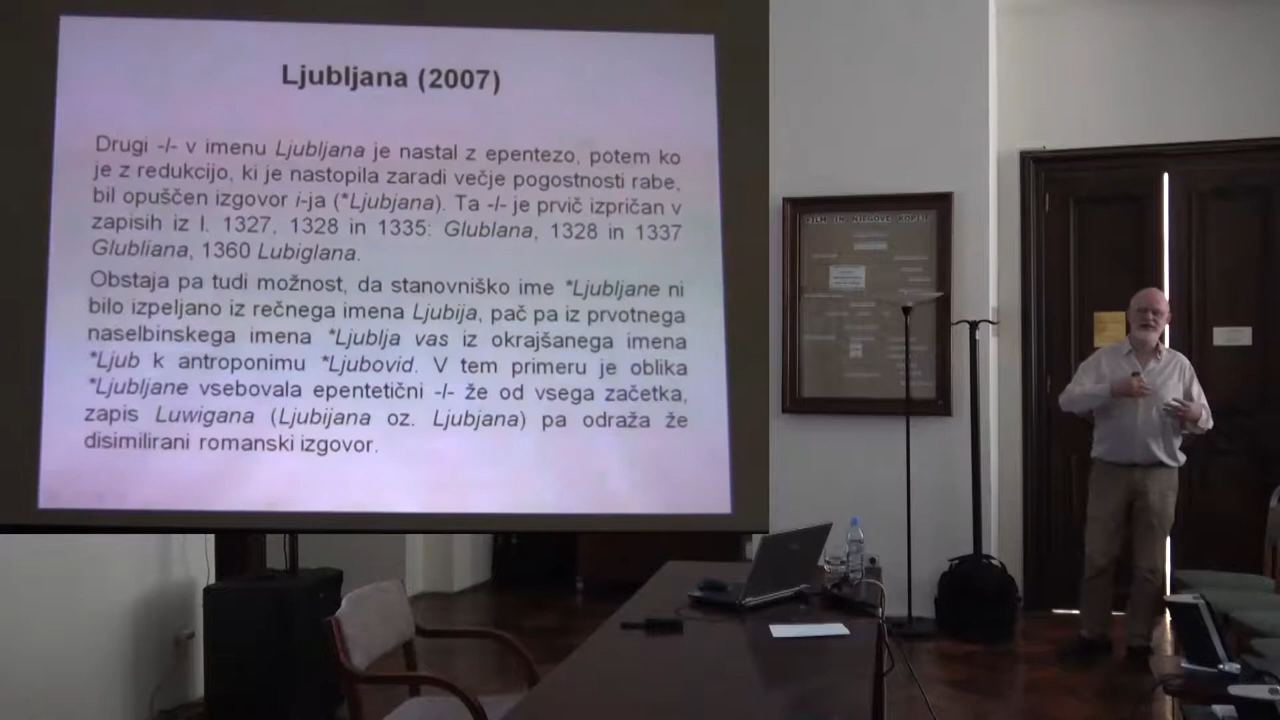 Ljubljana (2007)
Drugi -l- v imenu Ljubljana je nastal z epentezo, potem ko
je z redukcijo, ki je nastopila zaradi večje pogostnosti rabe,
bil opuščen izgovor i-ja (*Ljubjana). Ta -l- je prvič izpričan v
zapisih iz l. 1327, 1328 in 1335: Glublana, 1328 in 1337
Glubliana, 1360 Lubiglana.
Obstaja pa tudi možnost, da stanovniško ime *Ljubljane ni
bilo izpeljano iz rečnega imena Ljubija, pač pa iz prvotnega
naselbinskega imena *Ljublja vas iz okrajšanega imena
*Ljub k antroponimu *Ljubovid. V tem primeru je oblika
*Ljubljane vsebovala epentetični -l- že od vsega začetka,
zapis Luwigana (Ljubijana oz. Ljubjana) pa odraža že
disimilirani romanski izgovor.
FILM IN NJEGOVE KOPIJE